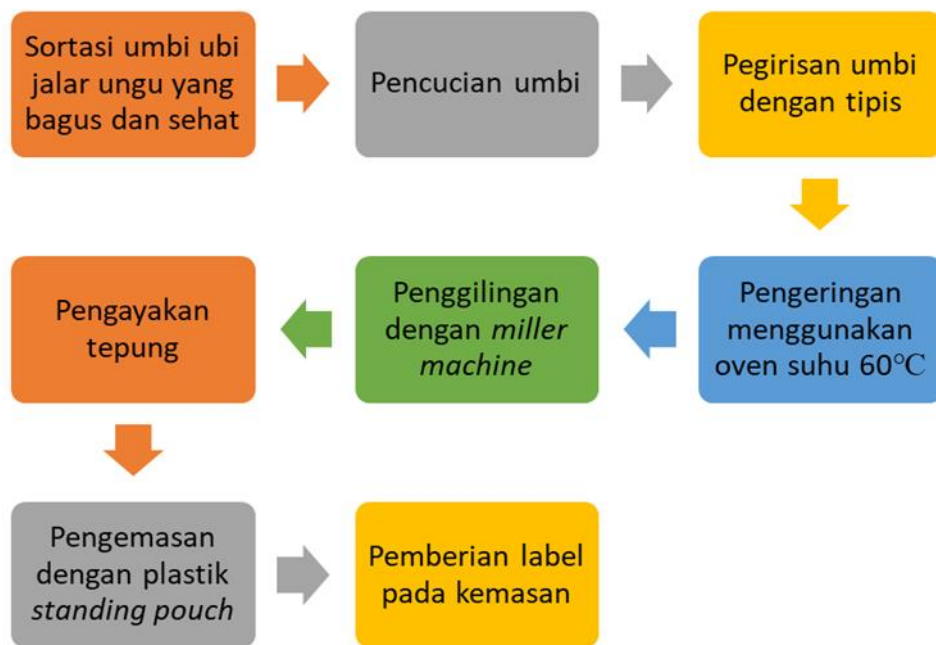 Sortasi umbi ubi
jalar ungu yang
bagus dan sehat
Pencucian umbi
Pegirisan umbi
dengan tipis
Pengeringan
menggunakan
oven suhu 60℃
Penggilingan
dengan miller
machine
Pengayakan
tepung
Pengemasan
dengan plastik
standing pouch
Pemberian label
pada kemasan